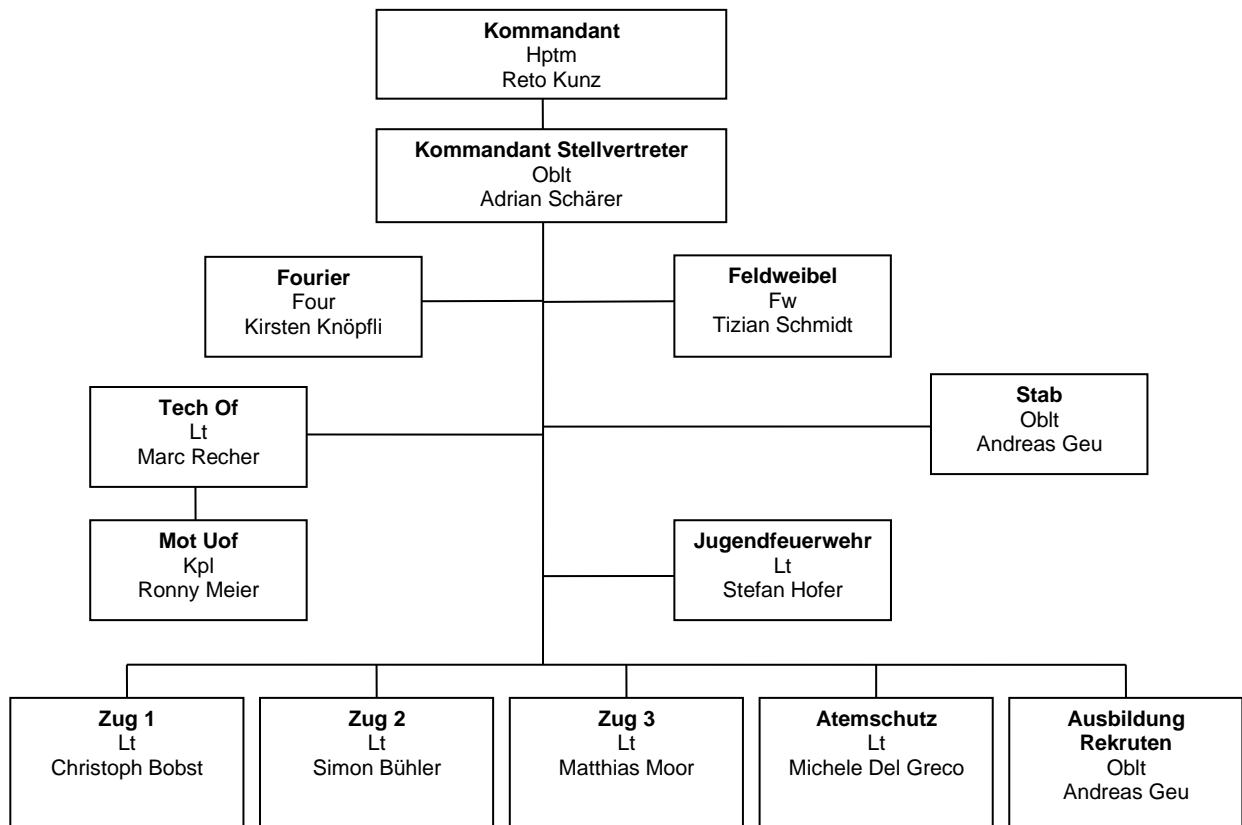 Kommandant
Hptm
Reto Kunz
Kommandant Stellvertreter
Oblt
Adrian Schärer
Fourier
Four
Kirsten Knöpfli
Feldweibel
Fw
Tizian Schmidt
Tech Of
Lt
Marc Recher
Stab
Oblt
Andreas Geu
Mot Uof
Kpl
Ronny Meier
Jugendfeuerwehr
Lt
Stefan Hofer
Zug 1
Lt
Christoph Bobst
Zug 2
Lt
Simon Bühler
Zug 3
Lt
Matthias Moor
Atemschutz
Lt
Michele Del Greco
Ausbildung
Rekruten
Oblt
Andreas Geu